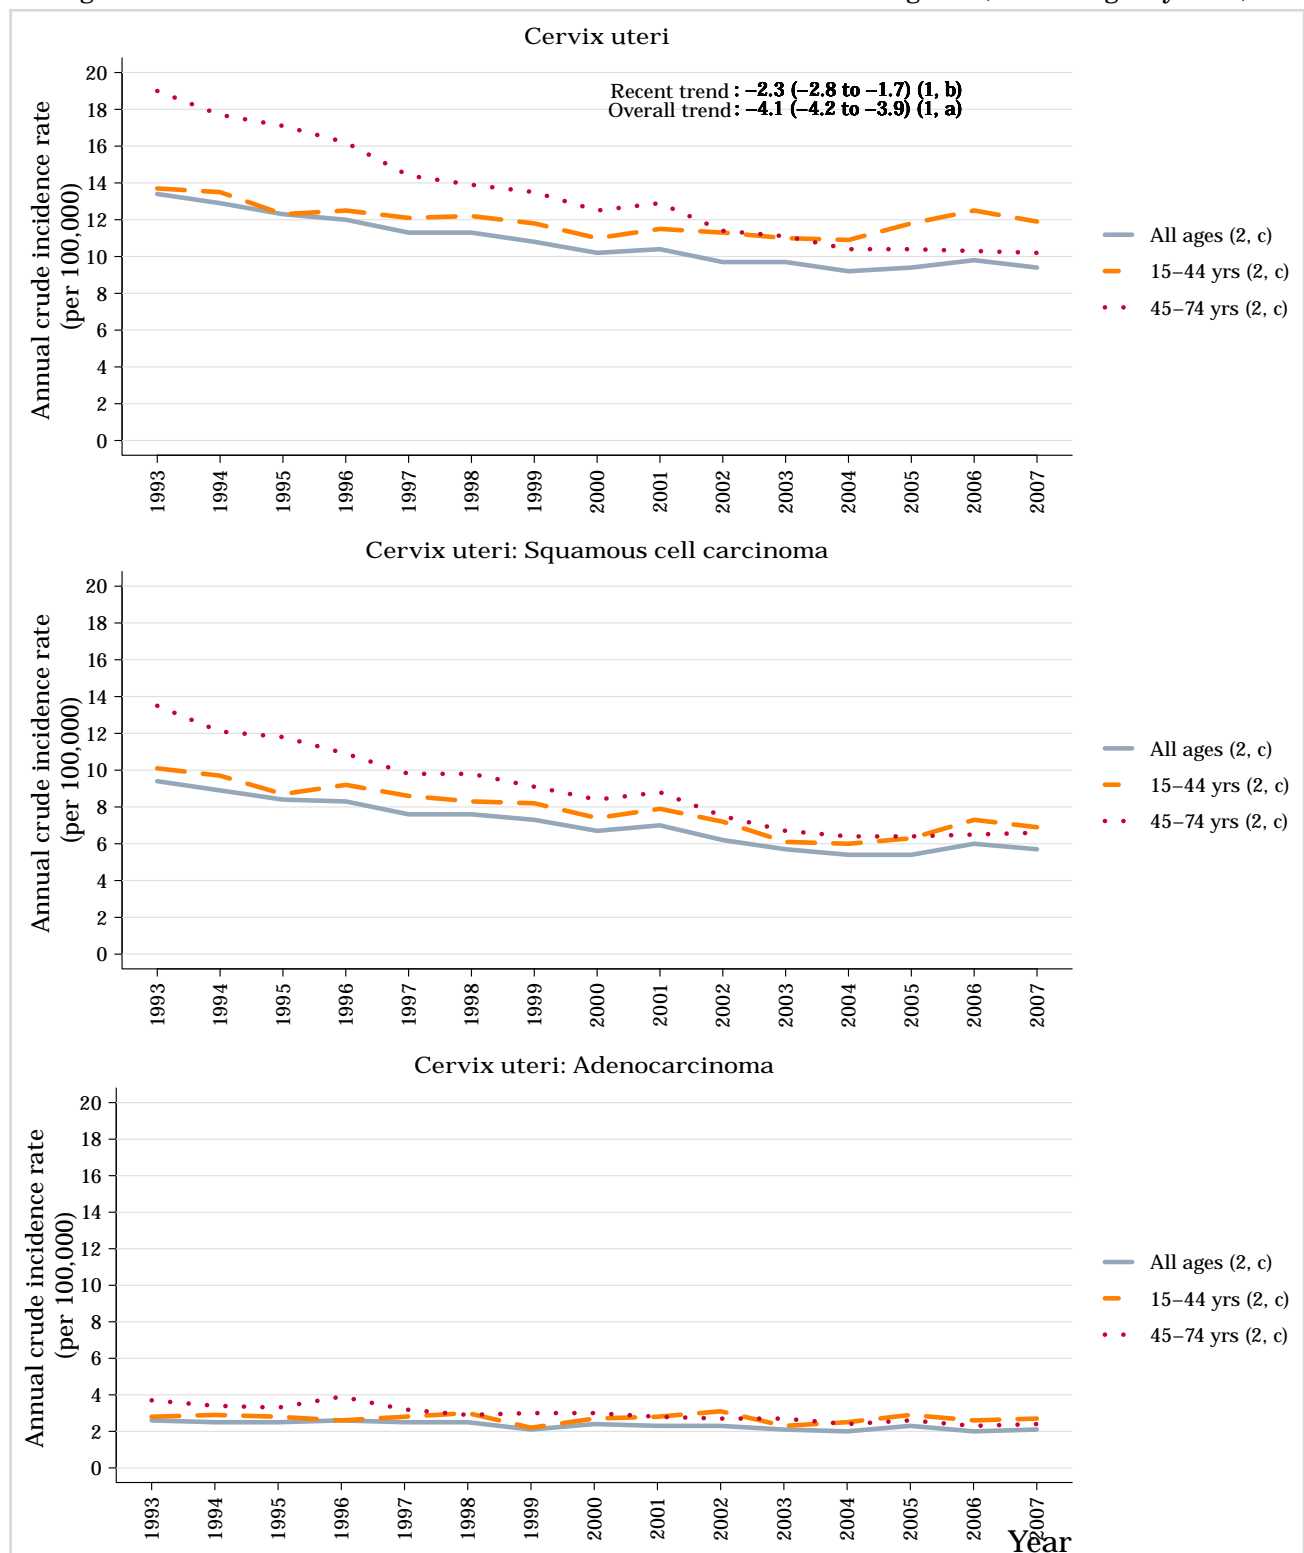 Cervix uteri
Recent trend : −2.3 (−2.8 to −1.7) (1, b)
Overall trend : −4.1 (−4.2 to −3.9) (1, a)
Annual crude incidence rate
(per 100,000)
20
18
16
14
12
10
8
6
4
2
0
1993 1994 1995 1996 1997 1998 1999 2000 2001 2002 2003 2004 2005 2006 2007
All ages (2, c)
15−44 yrs (2, c)
45−74 yrs (2, c)
Cervix uteri: Squamous cell carcinoma
Annual crude incidence rate
(per 100,000)
20
18
16
14
12
10
8
6
4
2
0
1993 1994 1995 1996 1997 1998 1999 2000 2001 2002 2003 2004 2005 2006 2007
All ages (2, c)
15−44 yrs (2, c)
45−74 yrs (2, c)
Cervix uteri: Adenocarcinoma
Annual crude incidence rate
(per 100,000)
20
18
16
14
12
10
8
6
4
2
0
1993 1994 1995 1996 1997 1998 1999 2000 2001 2002 2003 2004 2005 2006 2007
All ages (2, c)
15−44 yrs (2, c)
45−74 yrs (2, c)
Year